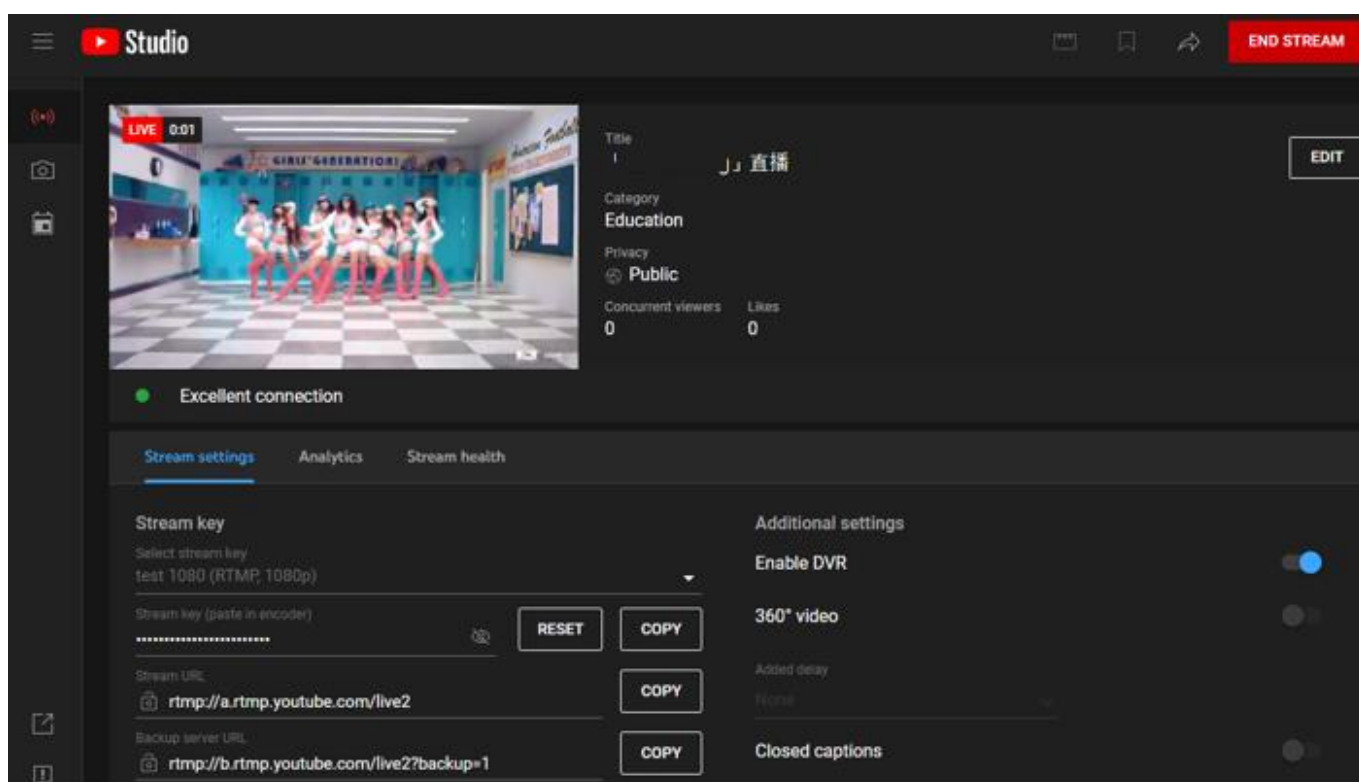 Studio
END STREAM
LIVE 0:01
GIRLS' GENERATION!
American Football
Title
直播
EDIT
Category
Education
Privacy
Public
Concurrent viewers Likes
0 0
Excellent connection
Stream settings Analytics Stream health
Stream key
Select stream key
test 1080 (RTMP, 1080p)
Stream key (paste in encoder)
RESET COPY
Stream URL
rtmp://a.rtmp.youtube.com/live2
COPY
Backup server URL
rtmp://b.rtmp.youtube.com/live2?backup=1
COPY
Additional settings
Enable DVR
360° video
Added delay
None
Closed captions